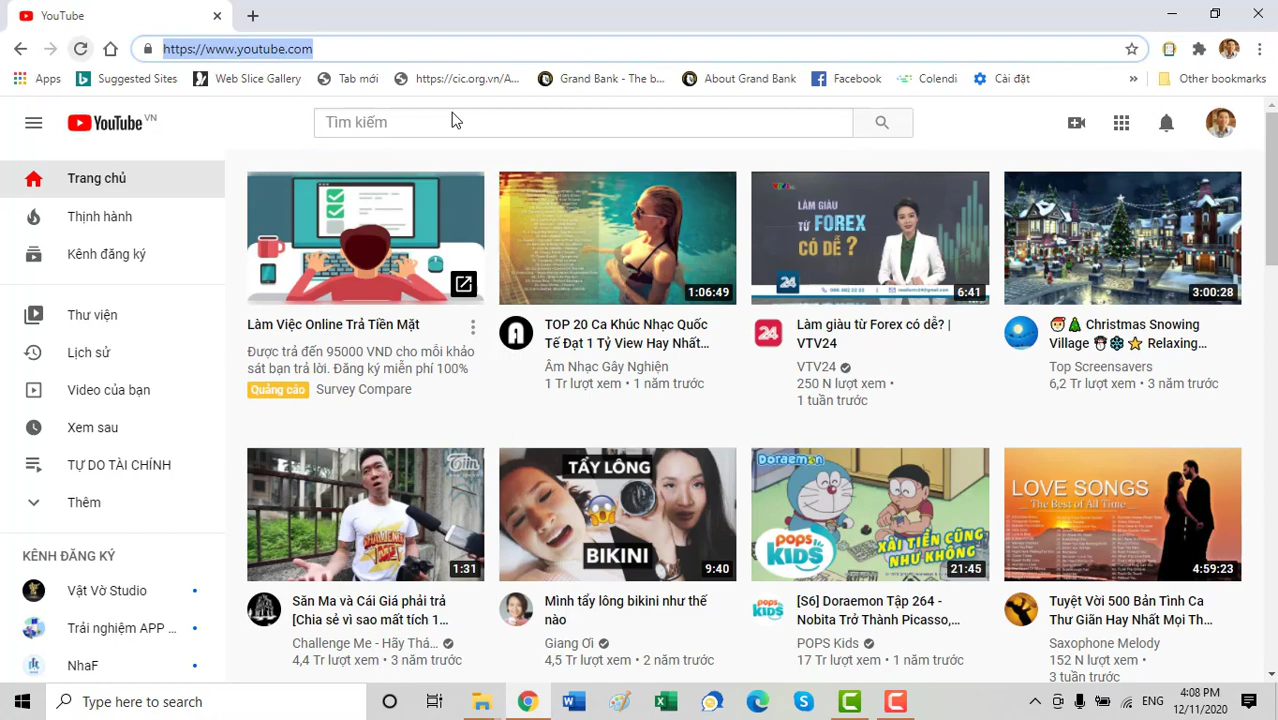 YouTube
https://www.youtube.com
Apps
Suggested Sites
Web Slice Gallery
Tab mới
https://ic.org.vn/A...
Grand Bank - The b...
About Grand Bank
Facebook
Colendi
Cài đặt
»
Other bookmarks
YouTube VN
Tìm kiếm
Trang chủ
Thịnh hành
Kênh đăng ký
Thư viện
Lịch sử
Video của bạn
Xem sau
TỰ DO TÀI CHÍNH
Thêm
KÊNH ĐĂNG KÝ
Vật Vờ Studio
Trải nghiệm APP ...
NhaF
Làm Việc Online Trả Tiền Mặt
Được trả đến 95000 VND cho mỗi khảo
sát bạn trả lời. Đăng ký miễn phí 100%
Quảng cáo Survey Compare
1:06:49
TOP 20 Ca Khúc Nhạc Quốc
Tế Đạt 1 Tỷ View Hay Nhất...
Âm Nhạc Gây Nghiện
1 Tr lượt xem • 1 năm trước
LÀM GIÀU
TỪ FOREX
CÓ DỄ ?
24
6:41
24
Làm giàu từ Forex có dễ? |
VTV24
VTV24
250 N lượt xem •
1 tuần trước
3:00:28
Christmas Snowing
Village Relaxing...
Top Screensavers
6,2 Tr lượt xem • 3 năm trước
1:31
Săn Ma và Cái Giá phải trả
[Chia sẻ vì sao mất tích 1...
Challenge Me - Hãy Thá...
4,4 Tr lượt xem • 3 năm trước
TẨY LÔNG
BIKINI
9:40
Mình tẩy lông bikini như thế
nào
Giang Ơi
4,5 Tr lượt xem • 2 năm trước
Doraemon
POPS
KIDS
XÀI TIỀN CŨNG
NHƯ KHÔNG
21:45
pops
kids
[S6] Doraemon Tập 264 -
Nobita Trở Thành Picasso,...
POPS Kids
17 Tr lượt xem • 1 năm trước
LOVE SONGS
The Best of All Time
4:59:23
Tuyệt Vời 500 Bản Tình Ca
Thư Giãn Hay Nhất Mọi Th...
Saxophone Melody
152 N lượt xem •
3 tuần trước
Type here to search
ENG
4:08 PM
12/11/2020